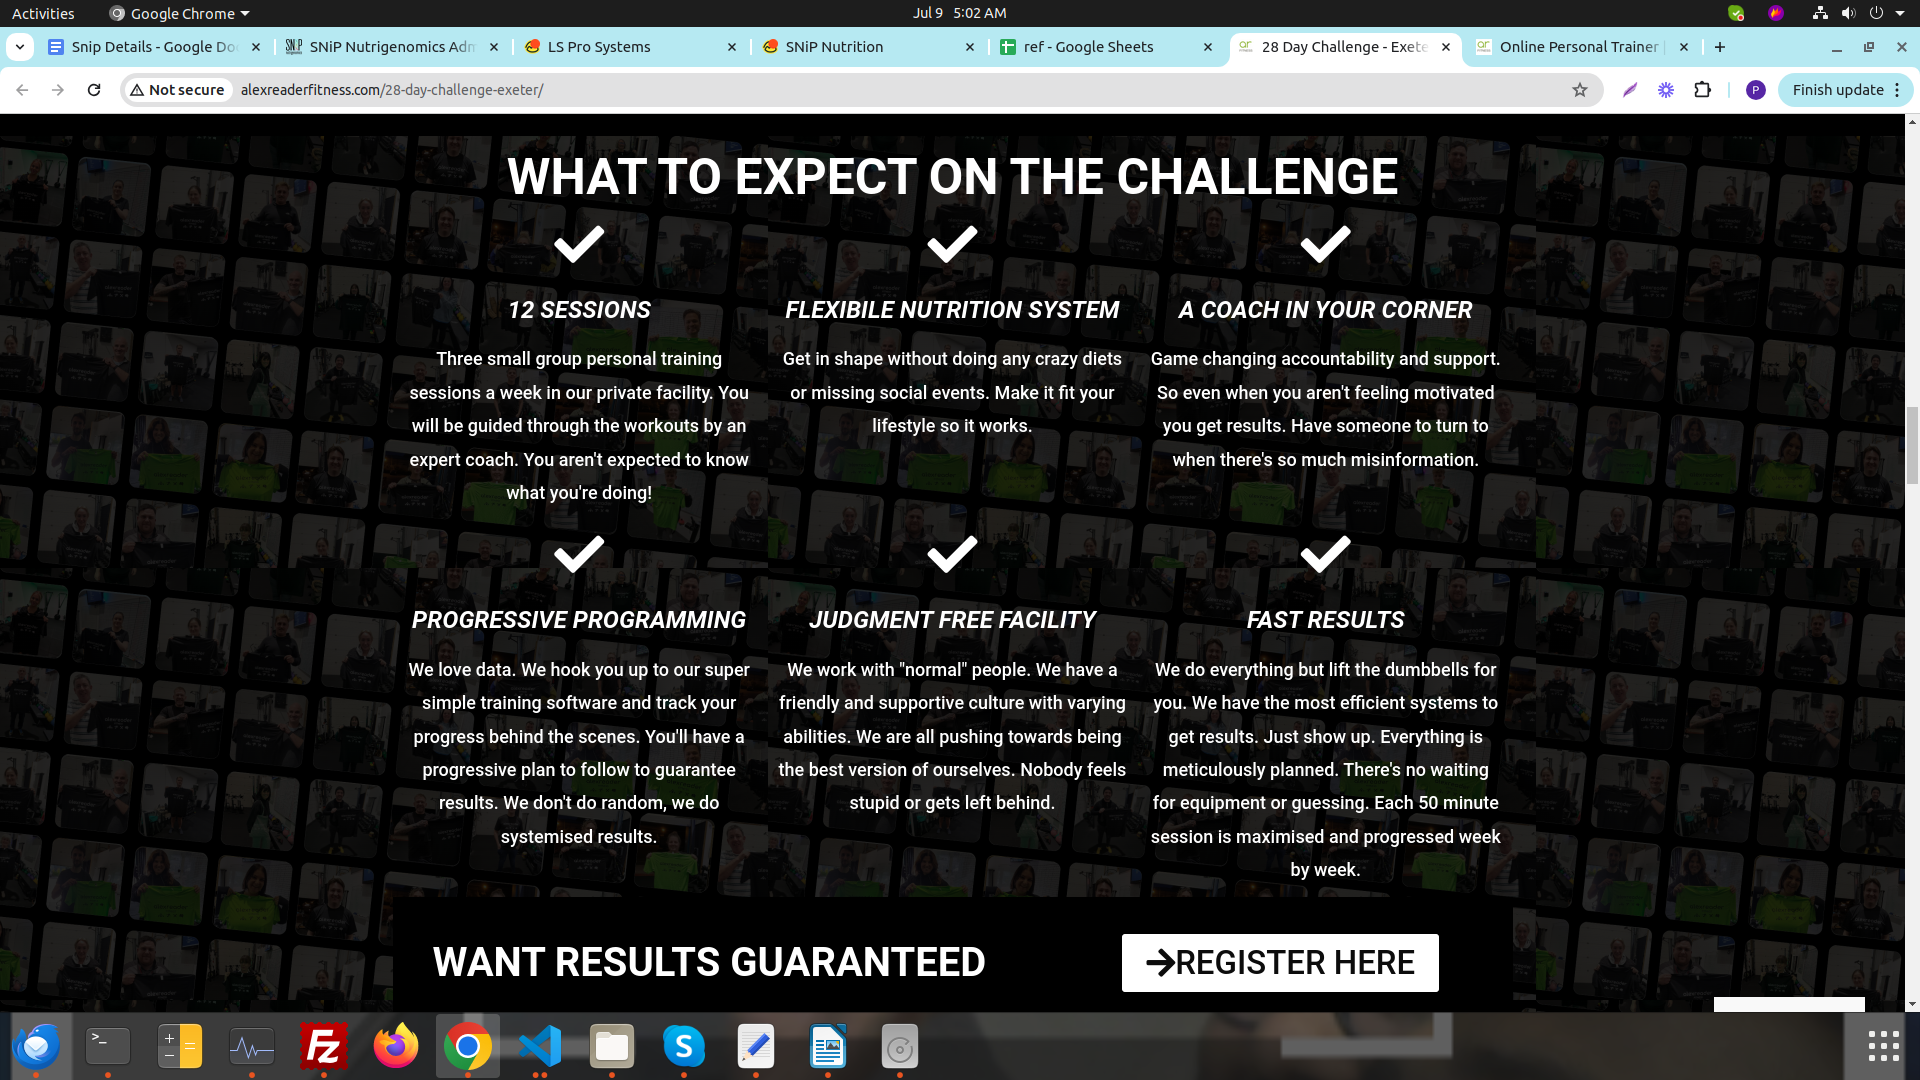 Activities
Google Chrome
Jul 9 5:02 AM
Snip Details - Google Do
SNiP Nutrigenomics Adm
LS Pro Systems
SNiP Nutrition
ref - Google Sheets
28 Day Challenge - Exete
Online Personal Trainer
Not secure
alexreaderfitness.com/28-day-challenge-exeter/
P
Finish update
WHAT TO EXPECT ON THE CHALLENGE
12 SESSIONS
Three small group personal training
sessions a week in our private facility. You
will be guided through the workouts by an
expert coach. You aren't expected to know
what you're doing!
FLEXIBILE NUTRITION SYSTEM
Get in shape without doing any crazy diets
or missing social events. Make it fit your
lifestyle so it works.
A COACH IN YOUR CORNER
Game changing accountability and support.
So even when you aren't feeling motivated
you get results. Have someone to turn to
when there's so much misinformation.
PROGRESSIVE PROGRAMMING
We love data. We hook you up to our super
simple training software and track your
progress behind the scenes. You'll have a
progressive plan to follow to guarantee
results. We don't do random, we do
systemised results.
JUDGMENT FREE FACILITY
We work with "normal" people. We have a
friendly and supportive culture with varying
abilities. We are all pushing towards being
the best version of ourselves. Nobody feels
stupid or gets left behind.
FAST RESULTS
We do everything but lift the dumbbells for
you. We have the most efficient systems to
get results. Just show up. Everything is
meticulously planned. There's no waiting
for equipment or guessing. Each 50 minute
session is maximised and progressed week
by week.
WANT RESULTS GUARANTEED
REGISTER HERE